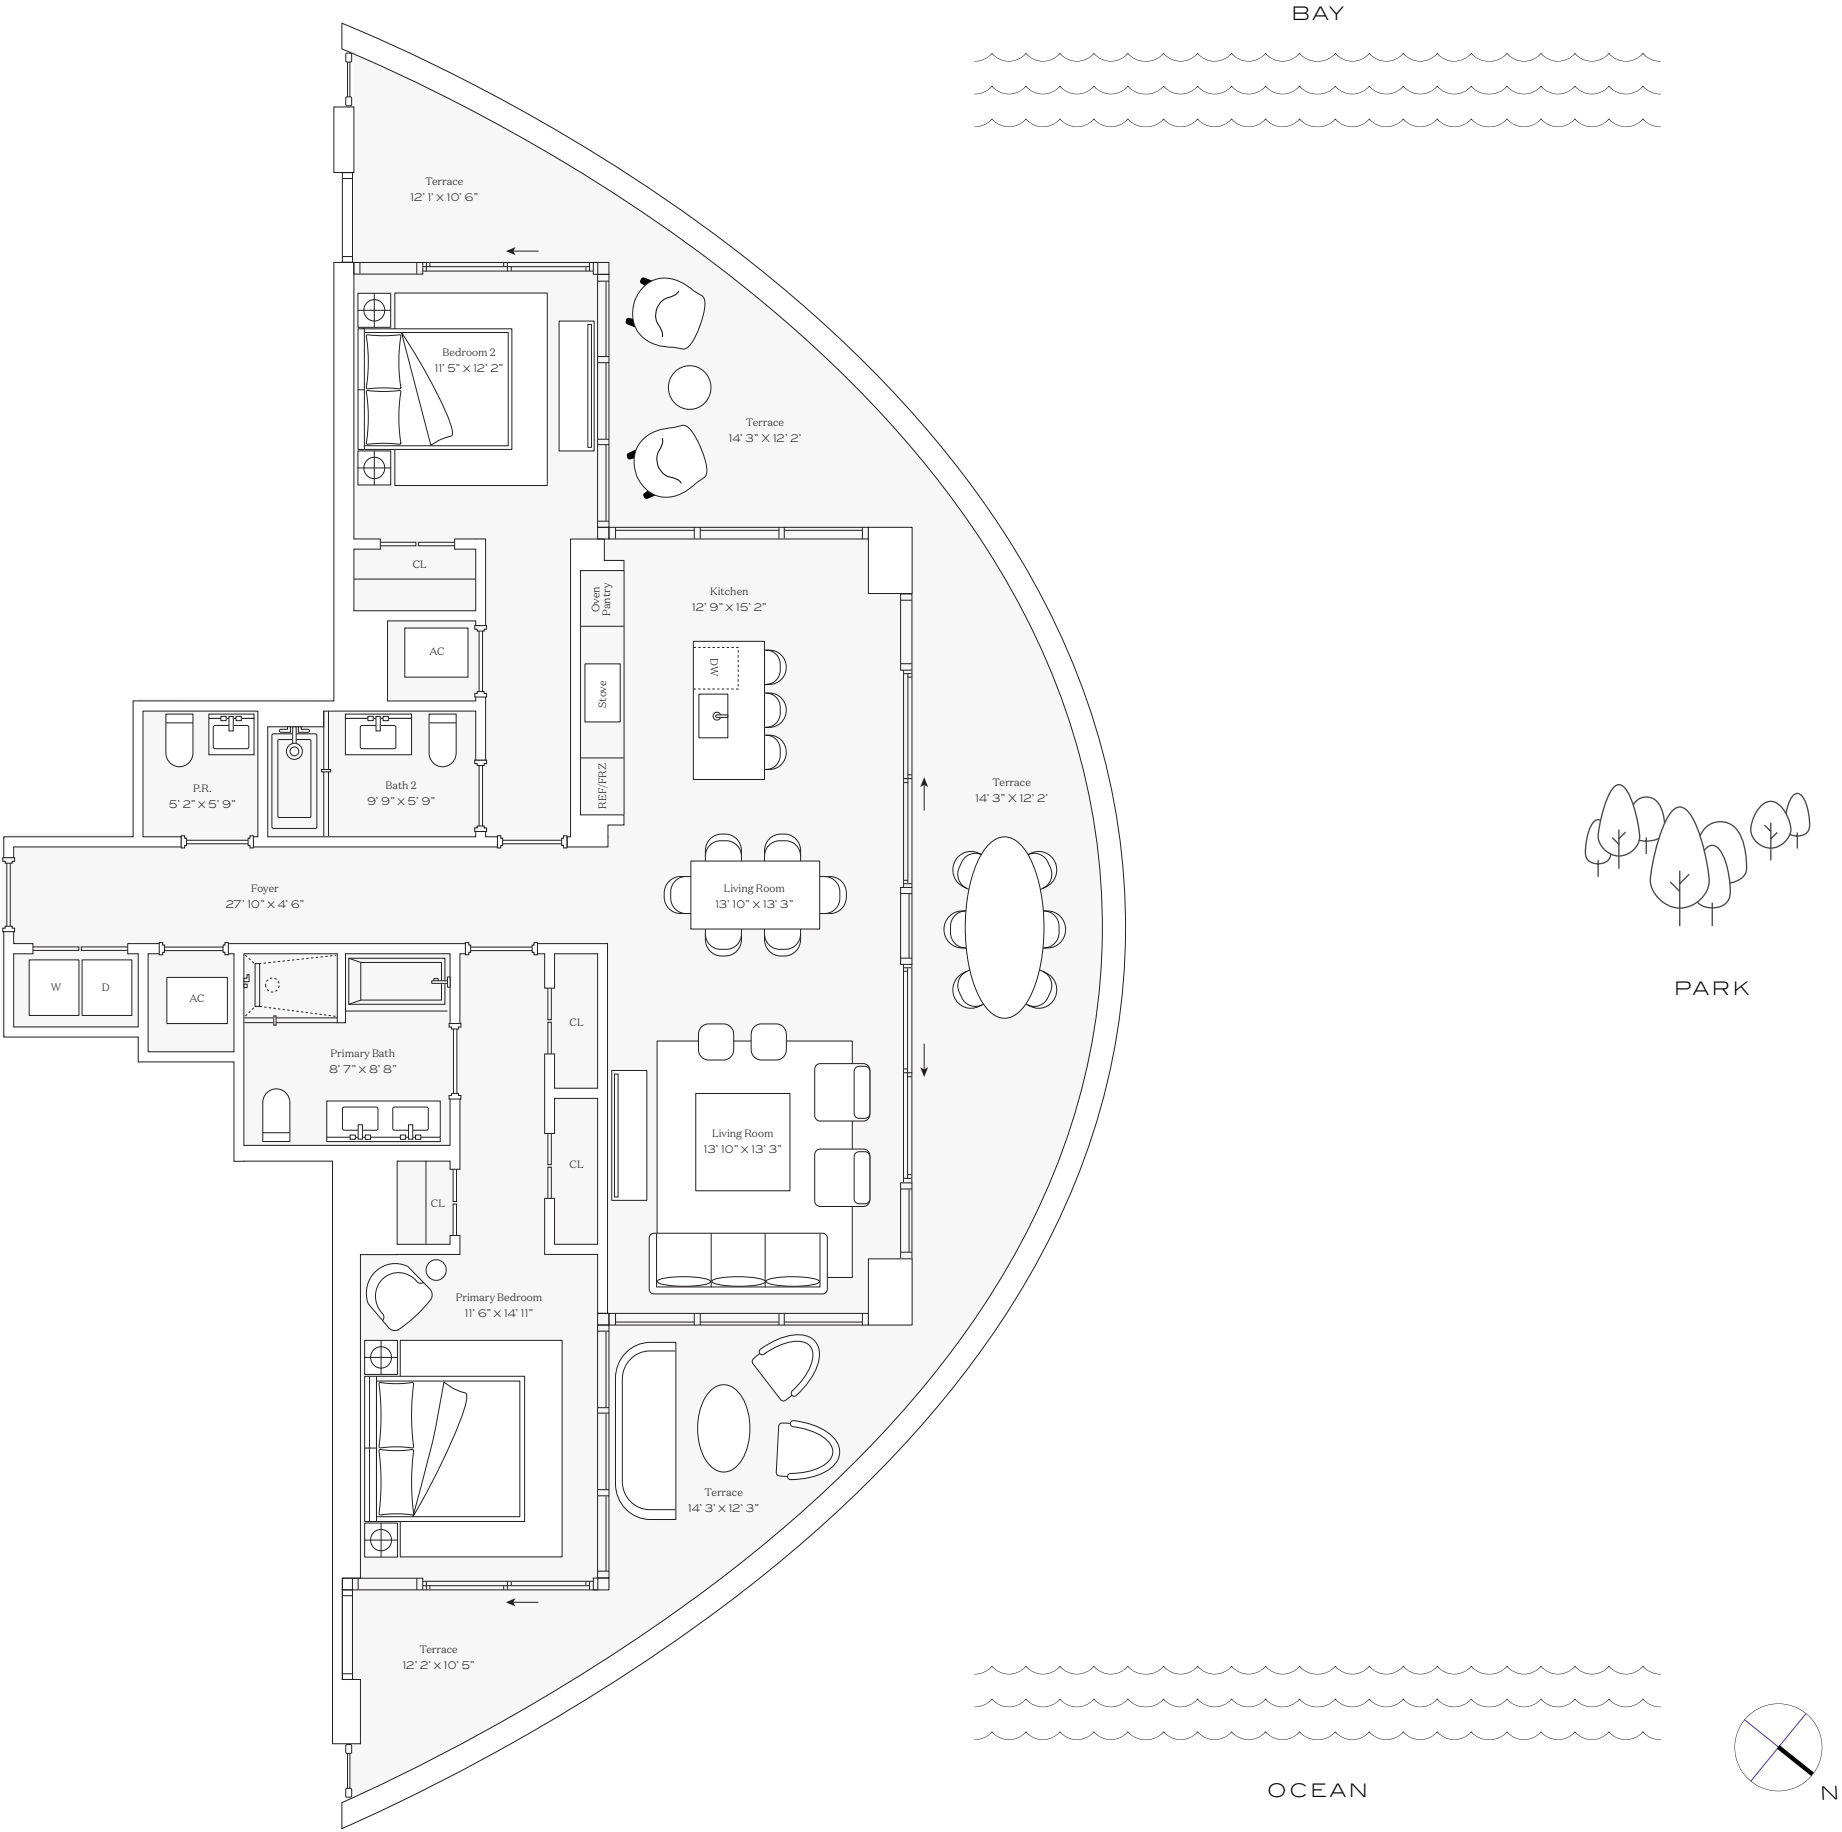 BAY
Terrace
12' 1' X 10' 6"
Bedroom 2
11' 5" X 12' 2"
Terrace
14' 3" X 12' 2'
CL
Oven
Pantry
Kitchen
12' 9" X 15' 2"
AC
DW
Stove
P.R.
5' 2" X 5' 9"
Bath 2
9' 9" X 5' 9"
REF/FRZ
Terrace
14' 3" X 12' 2'
Foyer
27' 10" X 4' 6"
Living Room
13' 10" X 13' 3"
W
D
AC
CL
PARK
Primary Bath
8' 7" X 8' 8"
Living Room
13' 10" X 13' 3"
CL
CL
Primary Bedroom
11' 6" X 14' 11"
Terrace
14' 3' X 12' 3"
Terrace
12' 2' X 10' 5"
OCEAN
N